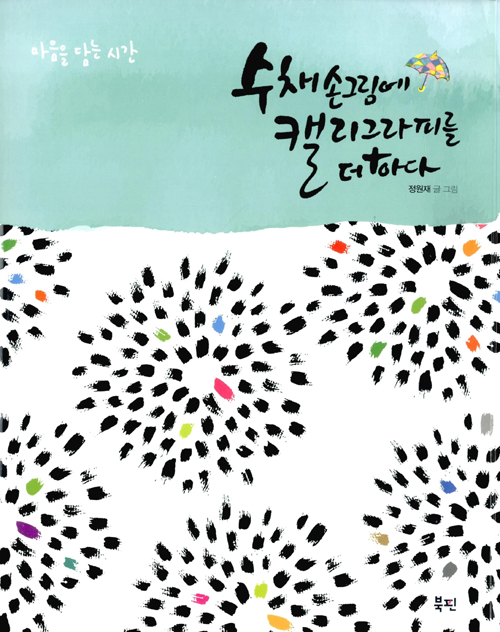 마음을 담는 시간
수채 손그림에
캘리그라피를
더하다
정원재 글 그림
북핀